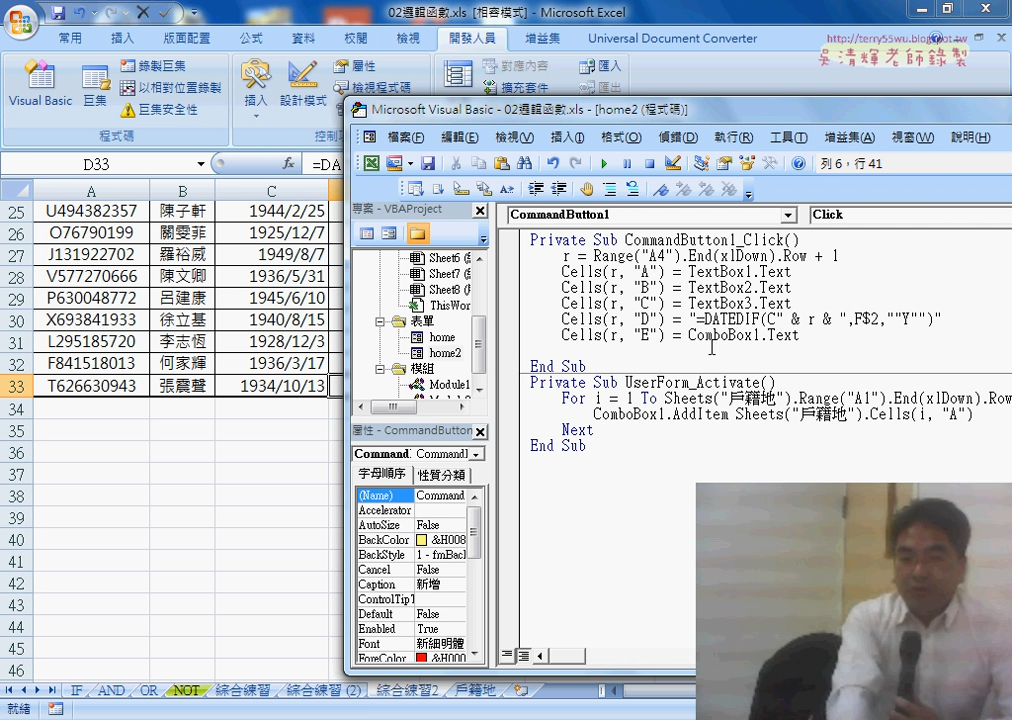 02邏輯函數.xls [相容模式] - Microsoft Excel
http://terry55wu.blogspot.tw
吳清輝老師錄製
常用 插入 版面配置 公式 資料 校閱 檢視 開發人員 增益集 Universal Document Converter
Visual Basic 巨集 錄製巨集 以相對位置錄製 巨集安全性 程式碼
插入 設計模式 屬性 檢視程式碼
對應內容 擴充套件 匯入 匯出
D33 fx =DA
A B C
25 U494382357 陳子軒 1944/2/25
26 O76790199 關雯菲 1925/12/7
27 J131922702 羅裕威 1949/8/7
28 V577270666 陳文卿 1936/5/31
29 P630048772 呂建康 1945/6/10
30 X693841933 徐立基 1940/8/15
31 L295185720 李志恆 1928/12/3
32 F841518013 何家輝 1936/3/17
33 T626630943 張震聲 1934/10/13
34
35
36
37
38
39
40
41
42
43
44
45
46
IF AND OR NOT 綜合練習 綜合練習 (2) 綜合練習2 戶籍地
就緒
Microsoft Visual Basic - 02邏輯函數.xls - [home2 (程式碼)]
檔案(F) 編輯(E) 檢視(V) 插入(I) 格式(O) 偵錯(D) 執行(R) 工具(T) 增益集(A) 視窗(W) 說明(H)
列 6，行 41
專案 - VBAProject
Sheet6 (
Sheet7 (
Sheet8 (
ThisWor
表單
home
home2
模組
Module1
屬性 - CommandButton
Command CommandI
字母順序 性質分類
(Name) Command
Accelerator
AutoSize False
BackColor &H008
BackStyle 1 - fmBacl
Cancel False
Caption 新增
ControlTip
Default False
Enabled True
Font 新細明體
ForeColor &H000
CommandButton1 Click
Private Sub CommandButton1_Click()
r = Range("A4").End(xlDown).Row + 1
Cells(r, "A") = TextBox1.Text
Cells(r, "B") = TextBox2.Text
Cells(r, "C") = TextBox3.Text
Cells(r, "D") = "=DATEDIF(C" & r & ",F$2,""Y"")"
Cells(r, "E") = ComboBox1.Text
End Sub
Private Sub UserForm_Activate()
For i = 1 To Sheets("戶籍地").Range("A1").End(xlDown).Row
ComboBox1.AddItem Sheets("戶籍地").Cells(i, "A")
Next
End Sub